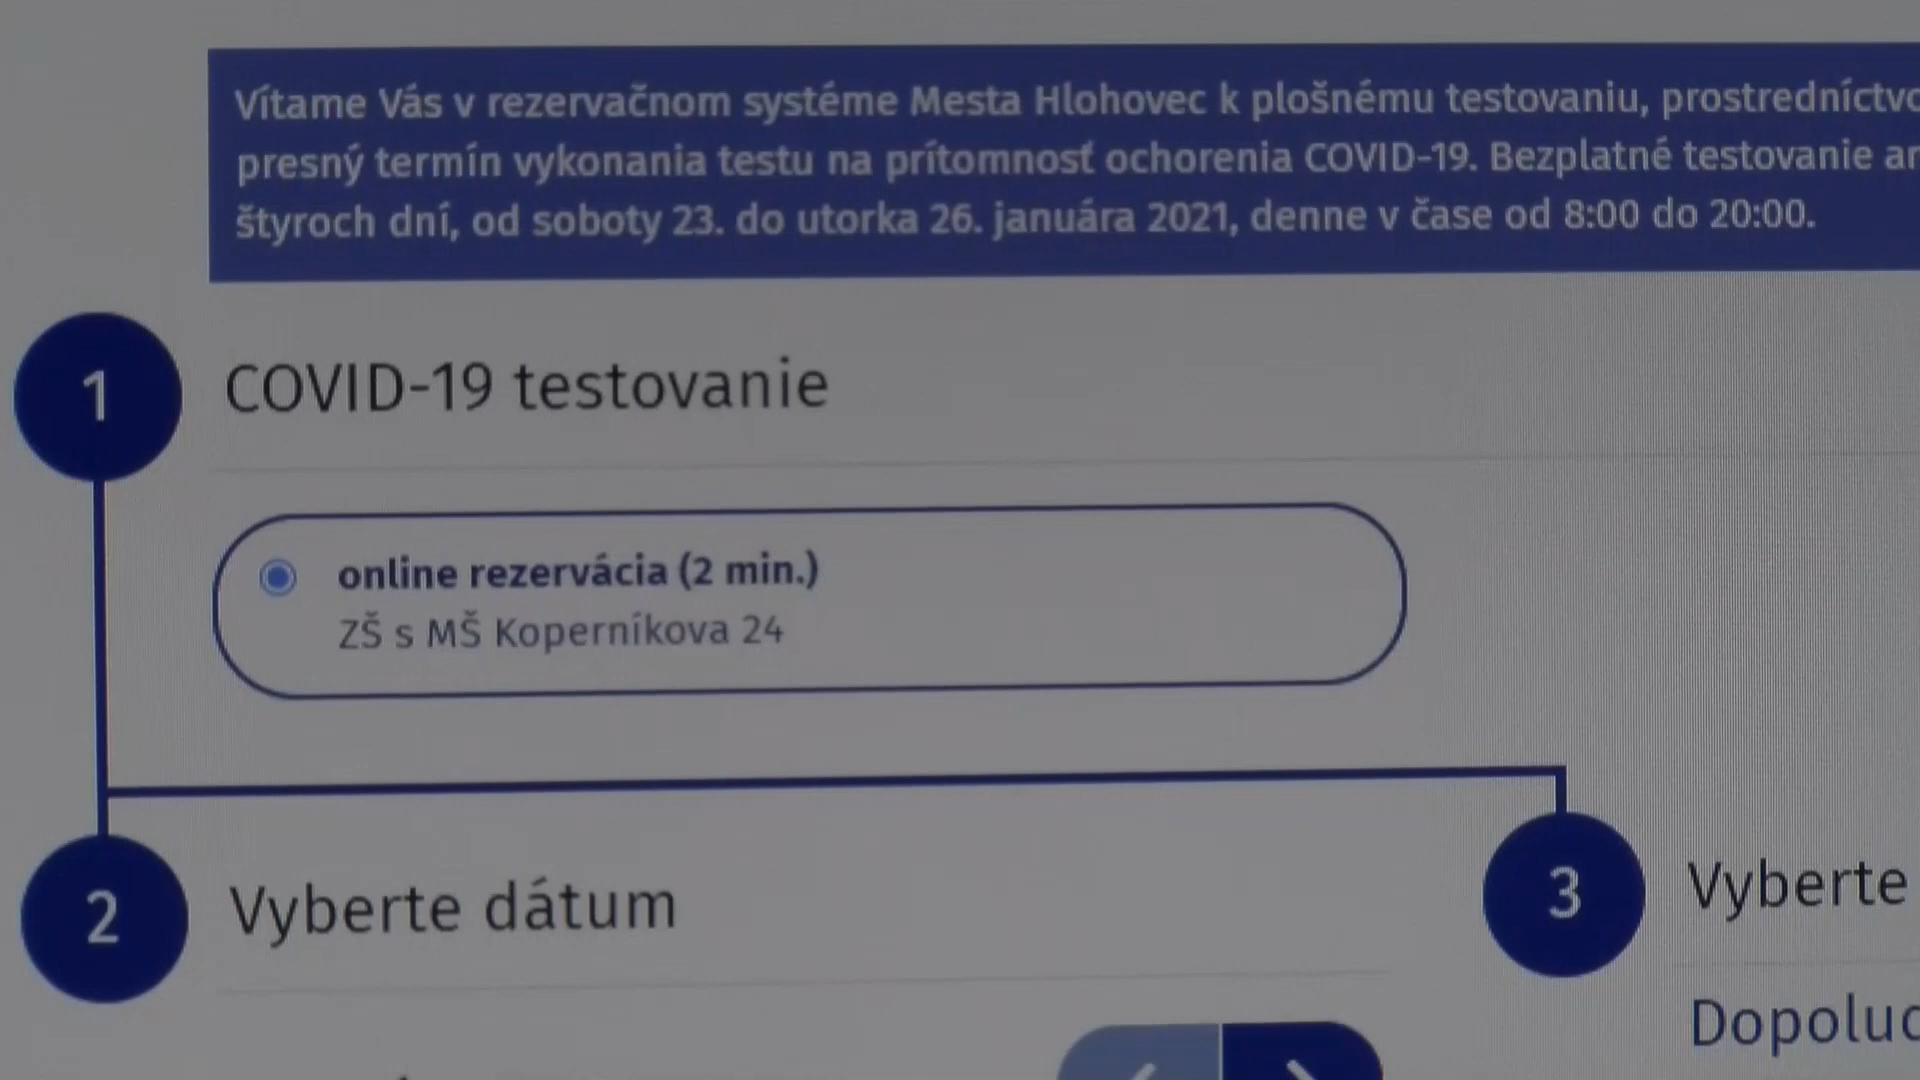 Vítame Vás v rezervačnom systéme Mesta Hlohovec k plošnému testovaniu,
presný termín vykonania testu na prítomnosť ochorenia COVID-19. Bezplatné testovanie
štyroch dní, od soboty 23. do utorka 26. januára 2021, denne v čase od 8:00 do 20:00.
1 COVID-19 testovanie
online rezervácia (2 min.)
ZŠ s MŠ Koperníkova 24
2 Vyberte dátum
3 Vyberte